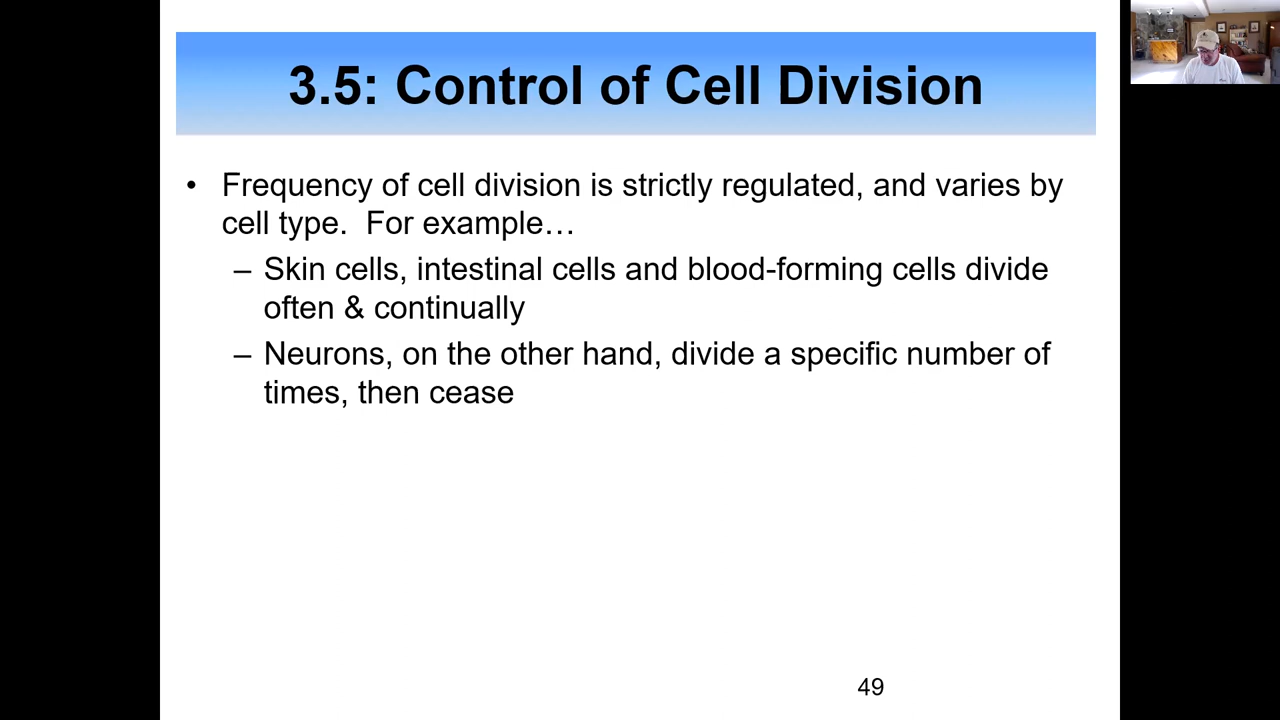 3.5: Control of Cell Division
• Frequency of cell division is strictly regulated, and varies by
cell type.  For example…
– Skin cells, intestinal cells and blood-forming cells divide
often & continually
– Neurons, on the other hand, divide a specific number of
times, then cease
49